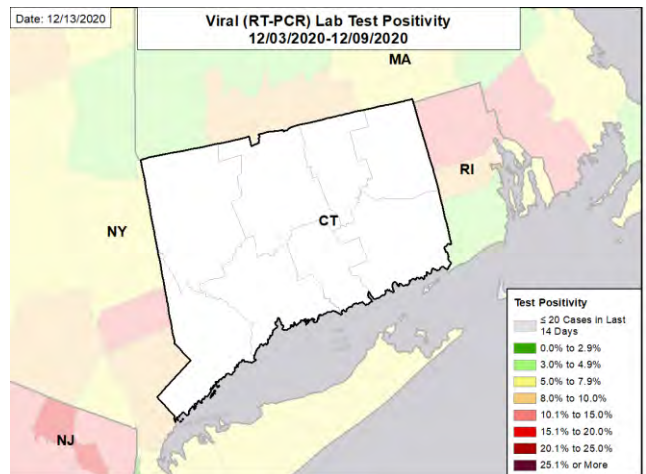 Date: 12/13/2020
Viral (RT-PCR) Lab Test Positivity
12/03/2020-12/09/2020
MA
RI
CT
NY
NJ
Test Positivity
≤ 20 Cases in Last
14 Days
0.0% to 2.9%
3.0% to 4.9%
5.0% to 7.9%
8.0% to 10.0%
10.1% to 15.0%
15.1% to 20.0%
20.1% to 25.0%
25.1% or More